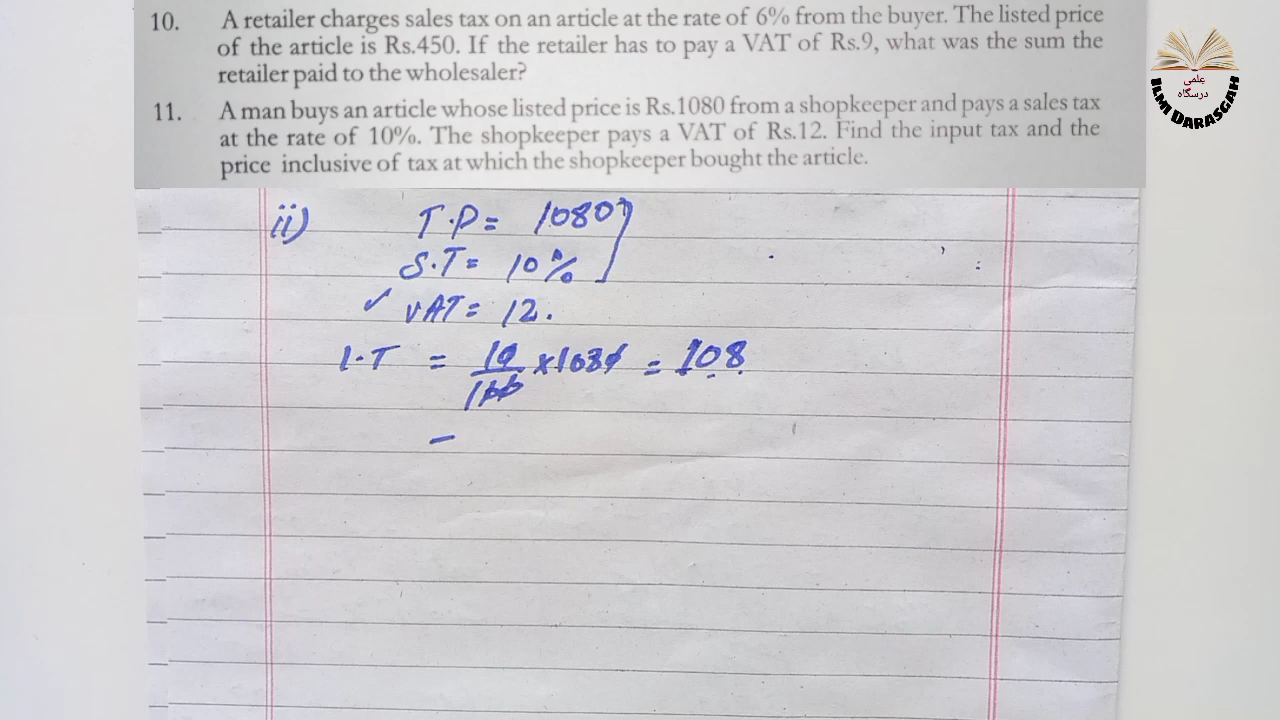 10. A retailer charges sales tax on an article at the rate of 6% from the buyer. The listed price
of the article is Rs.450. If the retailer has to pay a VAT of Rs.9, what was the sum the
retailer paid to the wholesaler?
11. A man buys an article whose listed price is Rs.1080 from a shopkeeper and pays a sales tax
at the rate of 10%. The shopkeeper pays a VAT of Rs.12. Find the input tax and the
price inclusive of tax at which the shopkeeper bought the article.
علمی
درسگاہ
ILMI DARASGAH
ii) T.P = 1080
S.T = 10%
✓ VAT = 12.
I.T = 10/100 × 1080 = 108
=